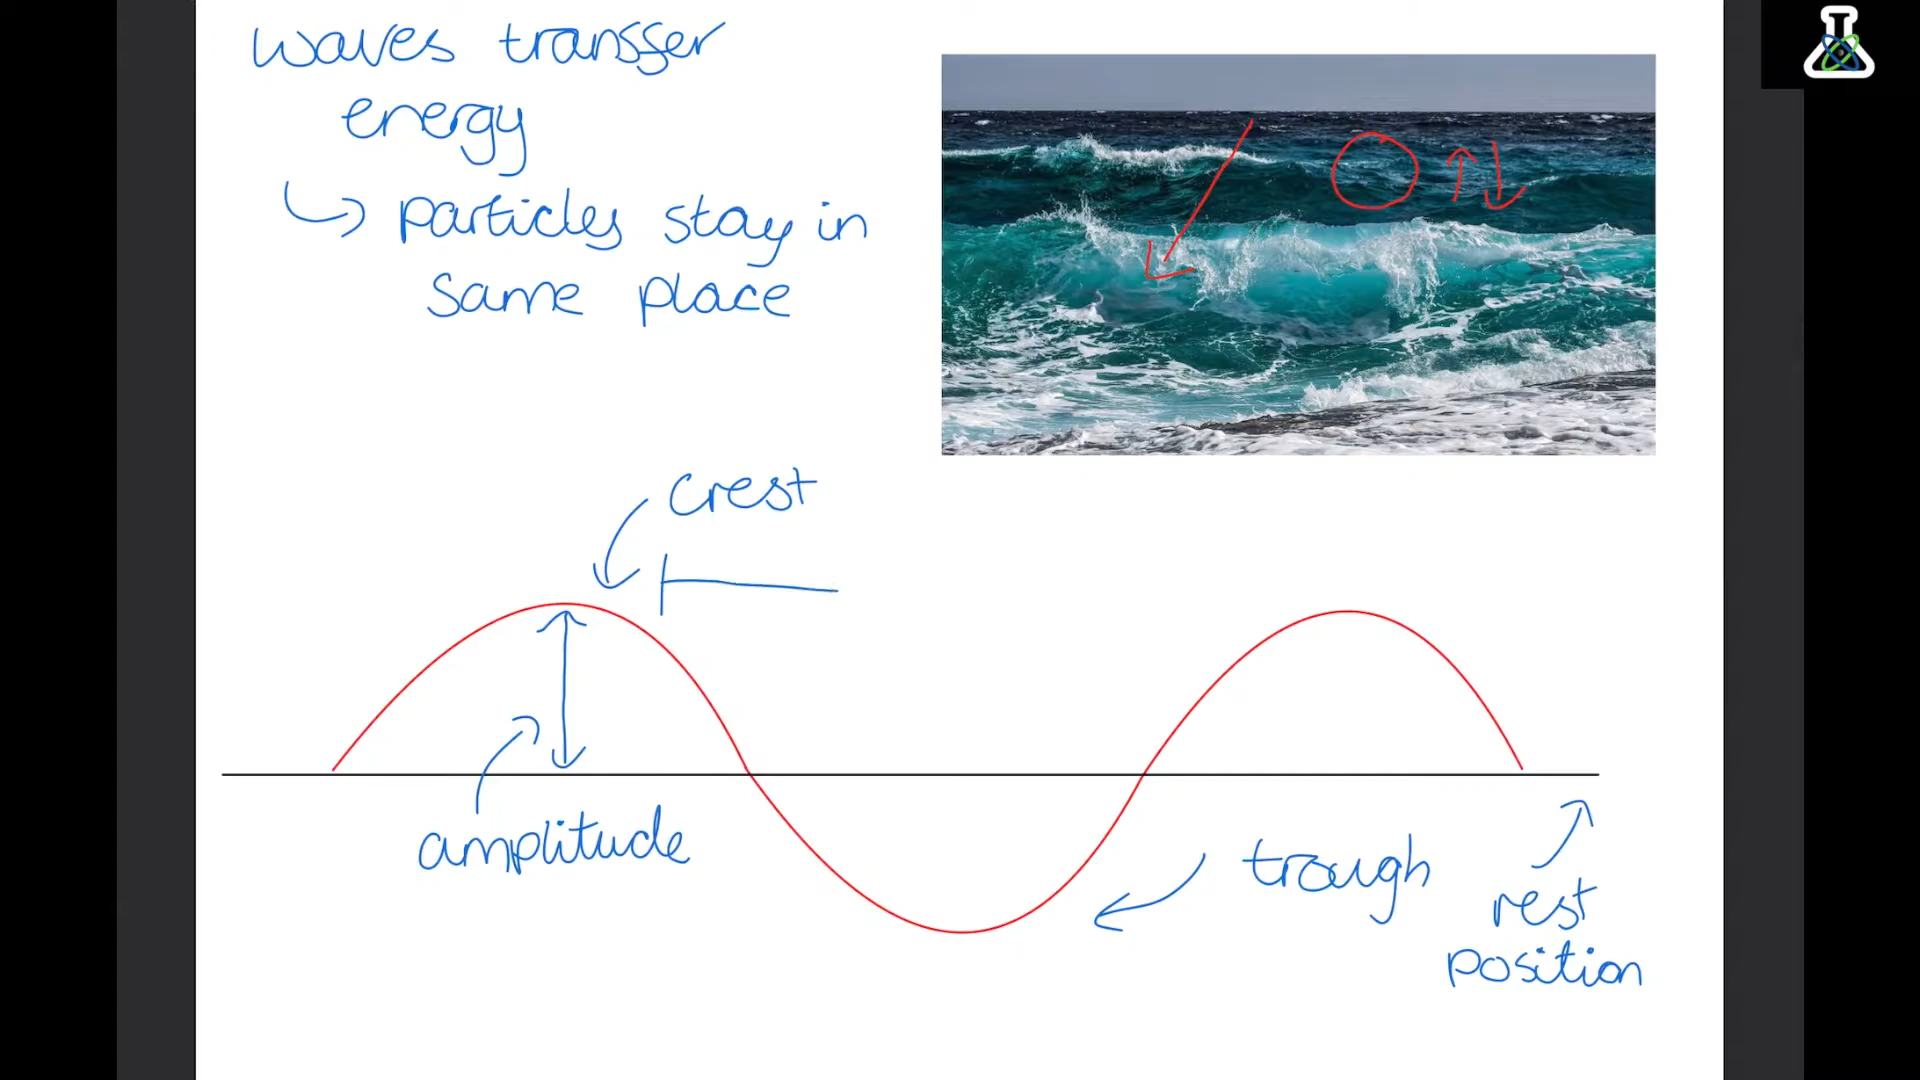 waves transfer
energy
↳ particles stay in
same place
crest
amplitude
trough
rest
position